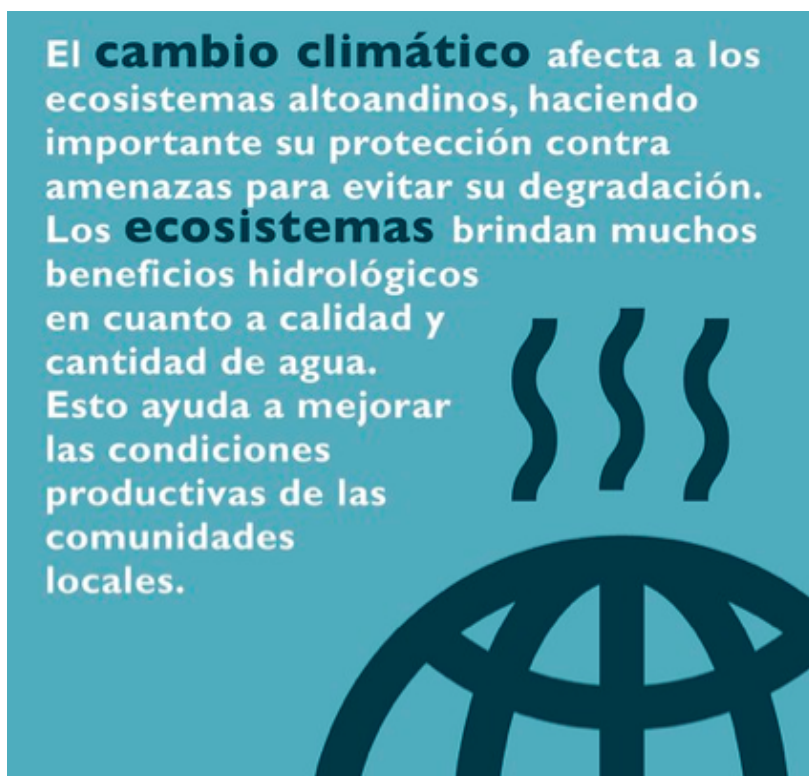 El cambio climático afecta a los
ecosistemas altoandinos, haciendo
importante su protección contra
amenazas para evitar su degradación.
Los ecosistemas brindan muchos
beneficios hidrológicos
en cuanto a calidad y
cantidad de agua.
Esto ayuda a mejorar
las condiciones
productivas de las
comunidades
locales.